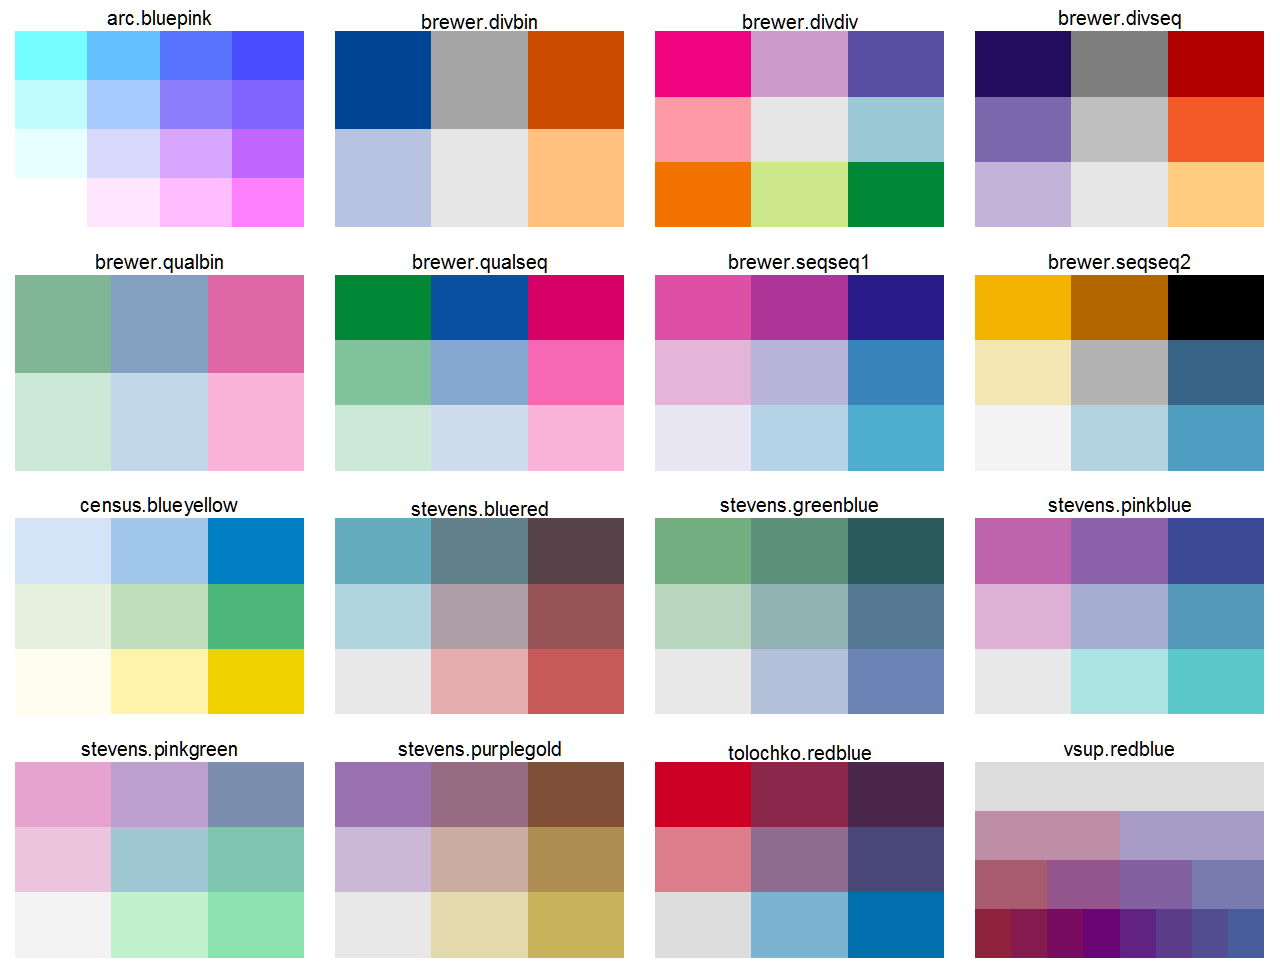 arc.bluepink
brewer.divbin
brewer.divdiv
brewer.divseq
brewer.qualbin
brewer.qualseq
brewer.seqseq1
brewer.seqseq2
census.blueyellow
stevens.bluered
stevens.greenblue
stevens.pinkblue
stevens.pinkgreen
stevens.purplegold
tolochko.redblue
vsup.redblue